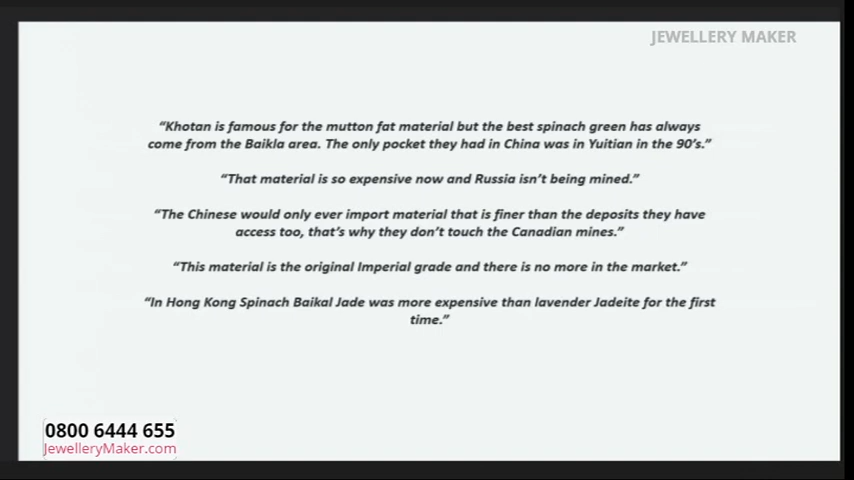 JEWELLERY MAKER
“Khotan is famous for the mutton fat material but the best spinach green has always
come from the Baikla area. The only pocket they had in China was in Yuitian in the 90’s.”
“That material is so expensive now and Russia isn’t being mined.”
“The Chinese would only ever import material that is finer than the deposits they have
access too, that’s why they don’t touch the Canadian mines.”
“This material is the original Imperial grade and there is no more in the market.”
“In Hong Kong Spinach Baikal Jade was more expensive than lavender Jadeite for the first
time.”
0800 6444 655
JewelleryMaker.com